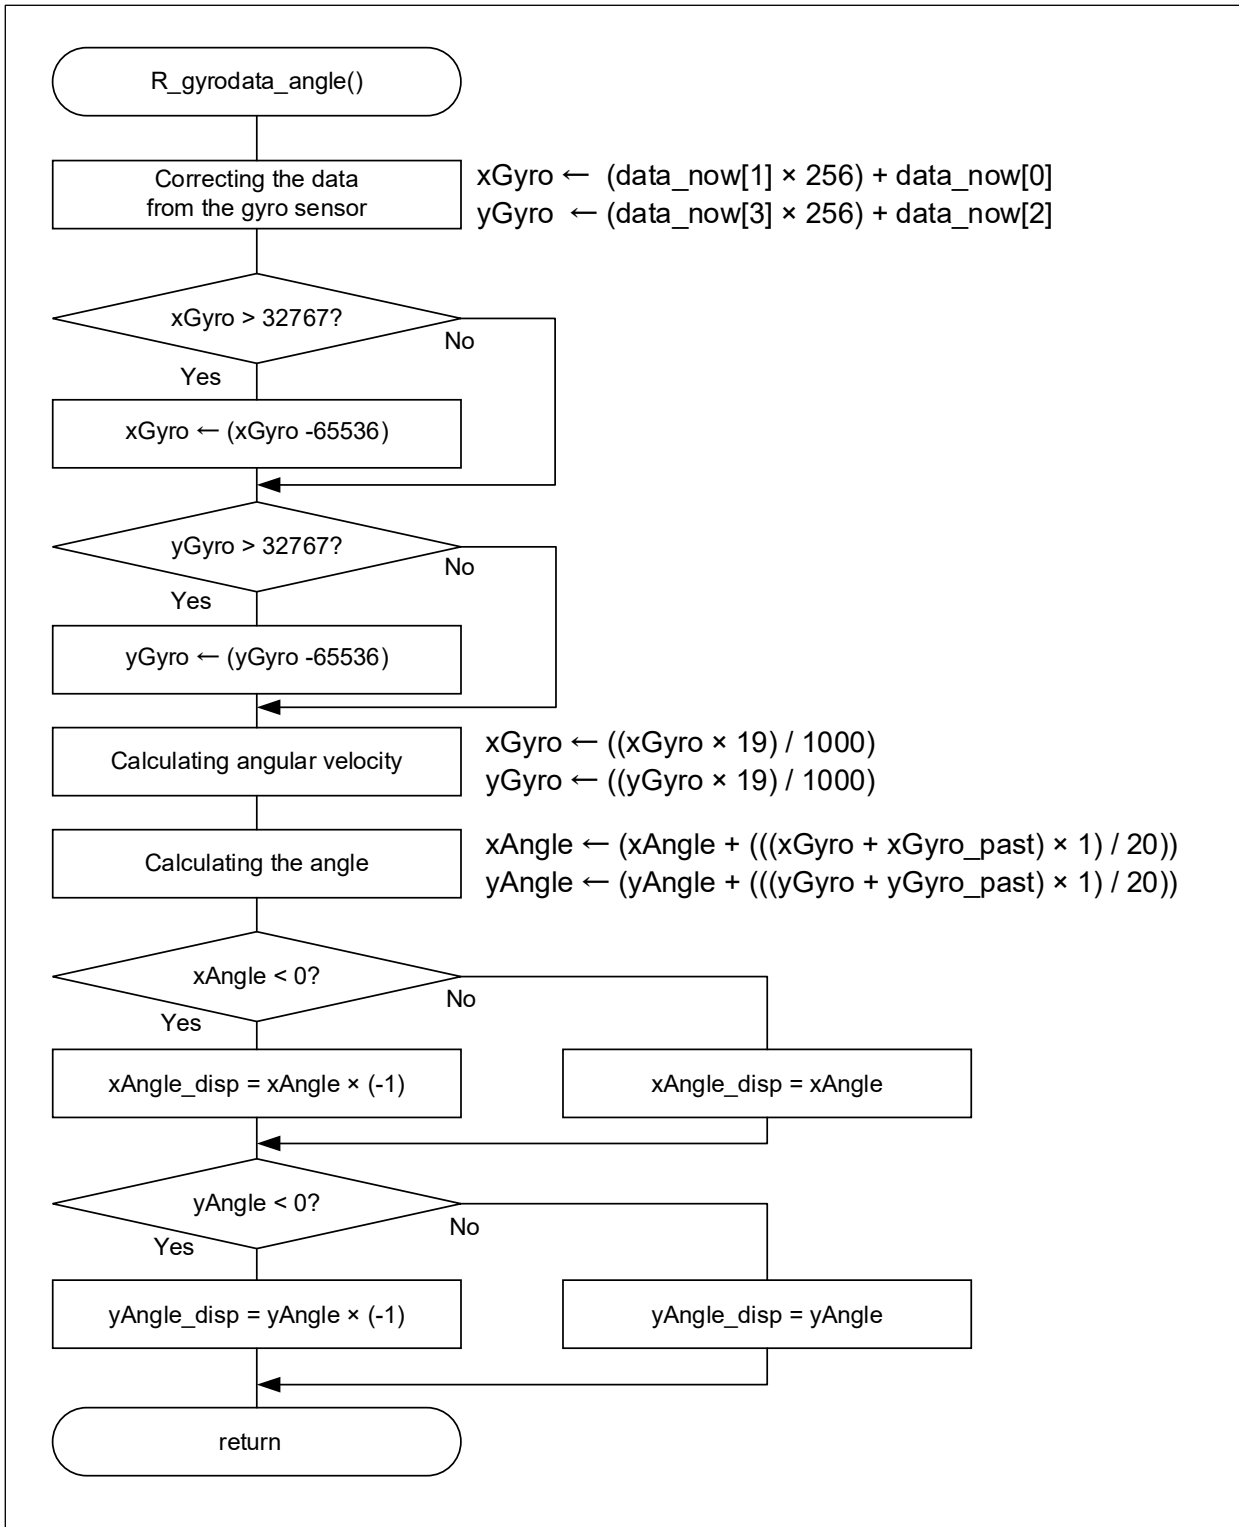 R_gyrodata_angle()
Correcting the data
from the gyro sensor
xGyro ← (data_now[1] × 256) + data_now[0]
yGyro ← (data_now[3] × 256) + data_now[2]
xGyro > 32767?
No
Yes
xGyro ← (xGyro -65536)
yGyro > 32767?
No
Yes
yGyro ← (yGyro -65536)
Calculating angular velocity
xGyro ← ((xGyro × 19) / 1000)
yGyro ← ((yGyro × 19) / 1000)
Calculating the angle
xAngle ← (xAngle + (((xGyro + xGyro_past) × 1) / 20))
yAngle ← (yAngle + (((yGyro + yGyro_past) × 1) / 20))
xAngle < 0?
No
Yes
xAngle_disp = xAngle × (-1)
xAngle_disp = xAngle
yAngle < 0?
No
Yes
yAngle_disp = yAngle × (-1)
yAngle_disp = yAngle
return